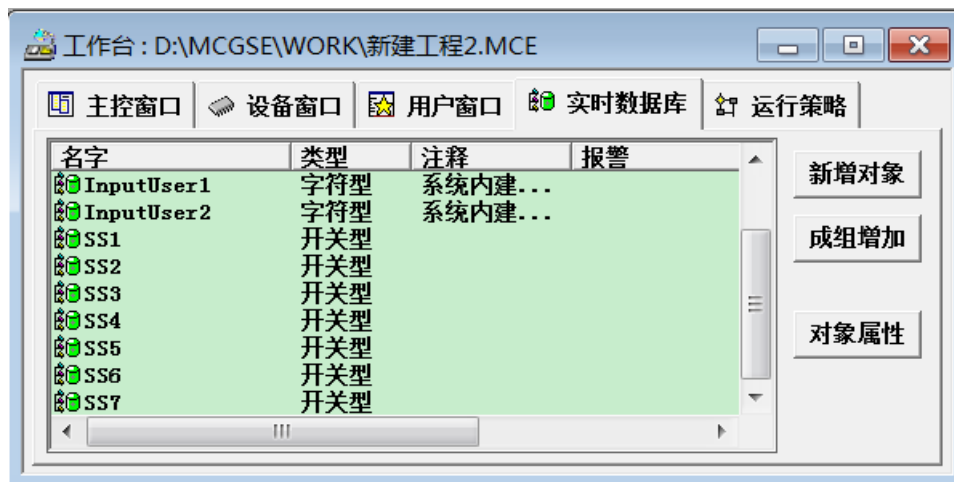 工作台 : D:\MCGSE\WORK\新建工程2.MCE
主控窗口 设备窗口 用户窗口 实时数据库 运行策略
名字 类型 注释 报警
InputUser1 字符型 系统内建...
InputUser2 字符型 系统内建...
SS1 开关型
SS2 开关型
SS3 开关型
SS4 开关型
SS5 开关型
SS6 开关型
SS7 开关型
新增对象
成组增加
对象属性